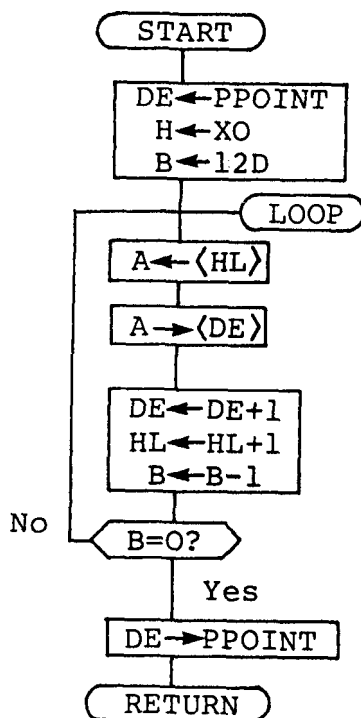 START
DE←PPOINT
H←XO
B←12D
LOOP
A←⟨HL⟩
A→⟨DE⟩
DE←DE+1
HL←HL+1
B←B-1
No
B=O?
Yes
DE→PPOINT
RETURN